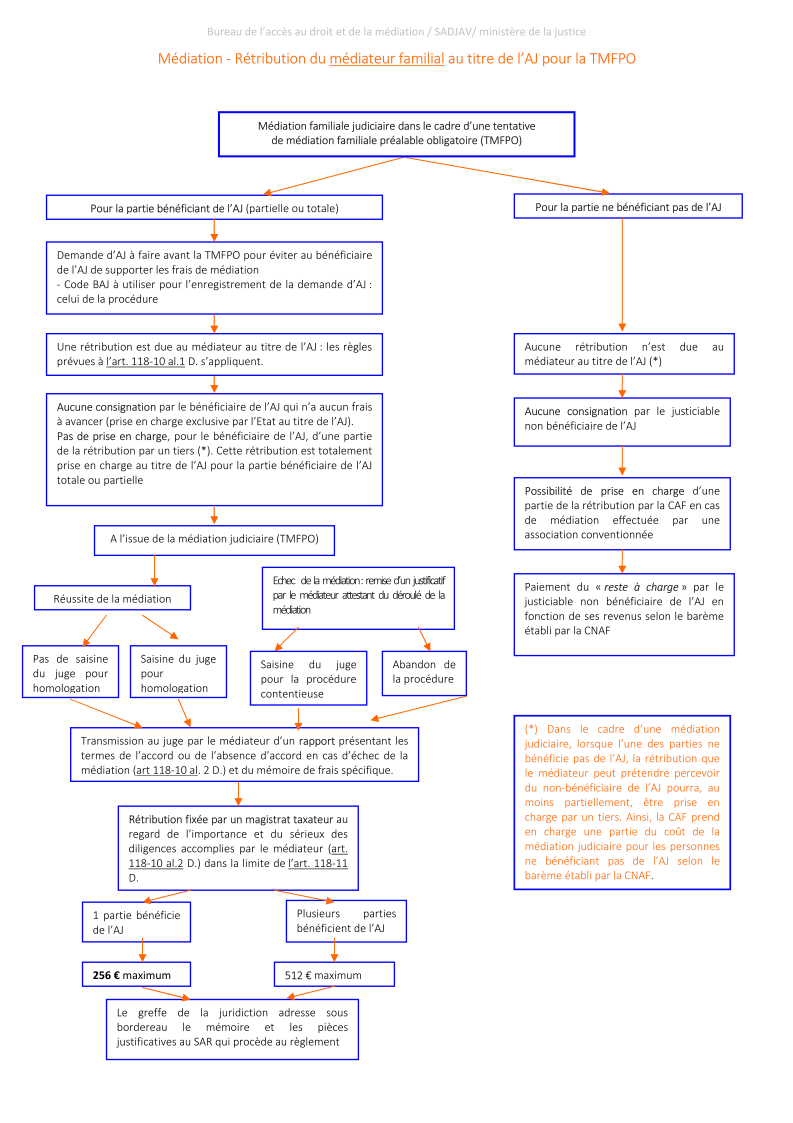 Bureau de l’accès au droit et de la médiation / SADJAV/ ministère de la justice
Médiation - Rétribution du médiateur familial au titre de l’AJ pour la TMFPO
Médiation familiale judiciaire dans le cadre d’une tentative
de médiation familiale préalable obligatoire (TMFPO)
Pour la partie bénéficiant de l’AJ (partielle ou totale)
Demande d’AJ à faire avant la TMFPO pour éviter au bénéficiaire
de l’AJ de supporter les frais de médiation
- Code BAJ à utiliser pour l’enregistrement de la demande d’AJ :
celui de la procédure
Une rétribution est due au médiateur au titre de l’AJ : les règles
prévues à l’art. 118-10 al.1 D. s’appliquent.
Aucune consignation par le bénéficiaire de l’AJ qui n’a aucun frais
à avancer (prise en charge exclusive par l’Etat au titre de l’AJ).
Pas de prise en charge, pour le bénéficiaire de l’AJ, d’une partie
de la rétribution par un tiers (*). Cette rétribution est totalement
prise en charge au titre de l’AJ pour la partie bénéficiaire de l’AJ
totale ou partielle
A l’issue de la médiation judiciaire (TMFPO)
Réussite de la médiation
Echec de la médiation : remise d’un justificatif
par le médiateur attestant du déroulé de la
médiation
Pas de saisine
du juge pour
homologation
Saisine du juge
pour
homologation
Saisine du juge
pour la procédure
contentieuse
Abandon de
la procédure
Transmission au juge par le médiateur d’un rapport présentant les
termes de l’accord ou de l’absence d’accord en cas d’échec de la
médiation (art 118-10 al. 2 D.) et du mémoire de frais spécifique.
Rétribution fixée par un magistrat taxateur au
regard de l’importance et du sérieux des
diligences accomplies par le médiateur (art.
118-10 al.2 D.) dans la limite de l’art. 118-11
D.
1 partie bénéficie
de l’AJ
Plusieurs parties
bénéficient de l’AJ
256 € maximum
512 € maximum
Le greffe de la juridiction adresse sous
bordereau le mémoire et les pièces
justificatives au SAR qui procède au règlement
Pour la partie ne bénéficiant pas de l’AJ
Aucune rétribution n’est due au
médiateur au titre de l’AJ (*)
Aucune consignation par le justiciable
non bénéficiaire de l’AJ
Possibilité de prise en charge d’une
partie de la rétribution par la CAF en cas
de médiation effectuée par une
association conventionnée
Paiement du « reste à charge » par le
justiciable non bénéficiaire de l’AJ en
fonction de ses revenus selon le barème
établi par la CNAF
(*) Dans le cadre d’une médiation
judiciaire, lorsque l’une des parties ne
bénéficie pas de l’AJ, la rétribution que
le médiateur peut prétendre percevoir
du non-bénéficiaire de l’AJ pourra, au
moins partiellement, être prise en
charge par un tiers. Ainsi, la CAF prend
en charge une partie du coût de la
médiation judiciaire pour les personnes
ne bénéficiant pas de l’AJ selon le
barème établi par la CNAF.